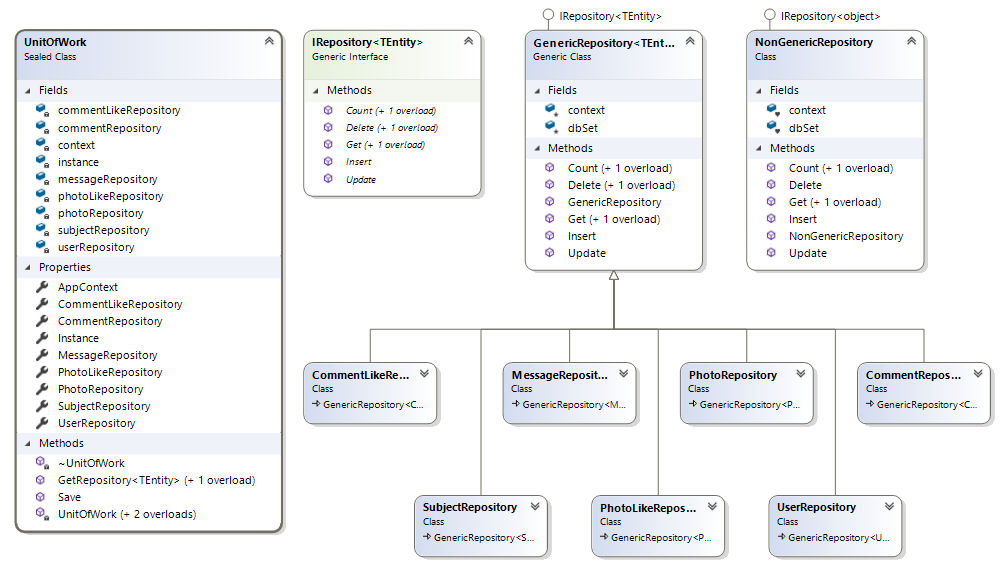 UnitOfWork
Sealed Class
Fields
commentLikeRepository
commentRepository
context
instance
messageRepository
photoLikeRepository
photoRepository
subjectRepository
userRepository
Properties
AppContext
CommentLikeRepository
CommentRepository
Instance
MessageRepository
PhotoLikeRepository
PhotoRepository
SubjectRepository
UserRepository
Methods
~UnitOfWork
GetRepository<TEntity> (+ 1 overload)
Save
UnitOfWork (+ 2 overloads)
IRepository<TEntity>
Generic Interface
Methods
Count (+ 1 overload)
Delete (+ 1 overload)
Get (+ 1 overload)
Insert
Update
IRepository<TEntity>
GenericRepository<TEnt...
Generic Class
Fields
context
dbSet
Methods
Count (+ 1 overload)
Delete (+ 1 overload)
GenericRepository
Get (+ 1 overload)
Insert
Update
IRepository<object>
NonGenericRepository
Class
Fields
context
dbSet
Methods
Count (+ 1 overload)
Delete
Get (+ 1 overload)
Insert
NonGenericRepository
Update
CommentLikeRe...
Class
GenericRepository<C...
MessageReposit...
Class
GenericRepository<M...
PhotoRepository
Class
GenericRepository<P...
CommentRepos...
Class
GenericRepository<C...
SubjectRepository
Class
GenericRepository<S...
PhotoLikeRepos...
Class
GenericRepository<P...
UserRepository
Class
GenericRepository<U...